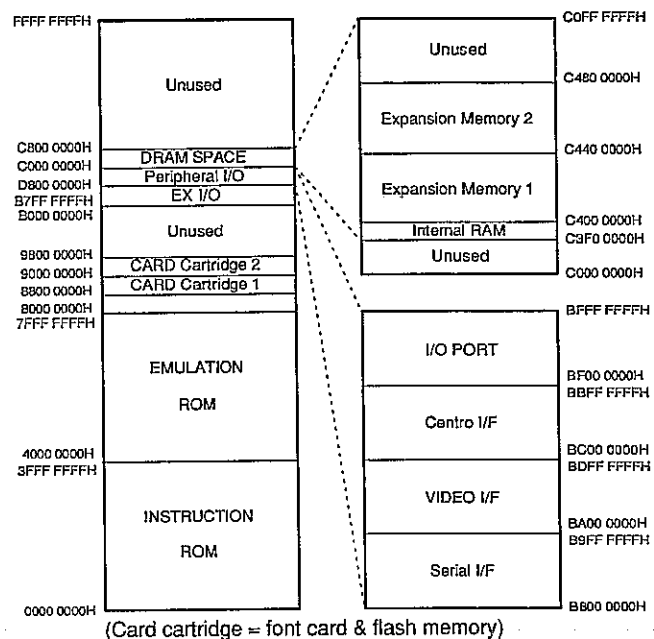 FFFF FFFFH
Unused
C800 0000H
DRAM SPACE
C000 0000H
Peripheral I/O
D800 0000H
EX I/O
B7FF FFFFH
B000 0000H
Unused
9800 0000H
CARD Cartridge 2
9000 0000H
CARD Cartridge 1
8800 0000H
8000 0000H
7FFF FFFFH
EMULATION
ROM
4000 0000H
3FFF FFFFH
INSTRUCTION
ROM
0000 0000H
C0FF FFFFH
Unused
C480 0000H
Expansion Memory 2
C440 0000H
Expansion Memory 1
C400 0000H
Internal RAM
C3F0 0000H
Unused
C000 0000H
BFFF FFFFH
I/O PORT
BF00 0000H
BBFF FFFFH
Centro I/F
BC00 0000H
BDFF FFFFH
VIDEO I/F
BA00 0000H
B9FF FFFFH
Serial I/F
B800 0000H
(Card cartridge = font card & flash memory)